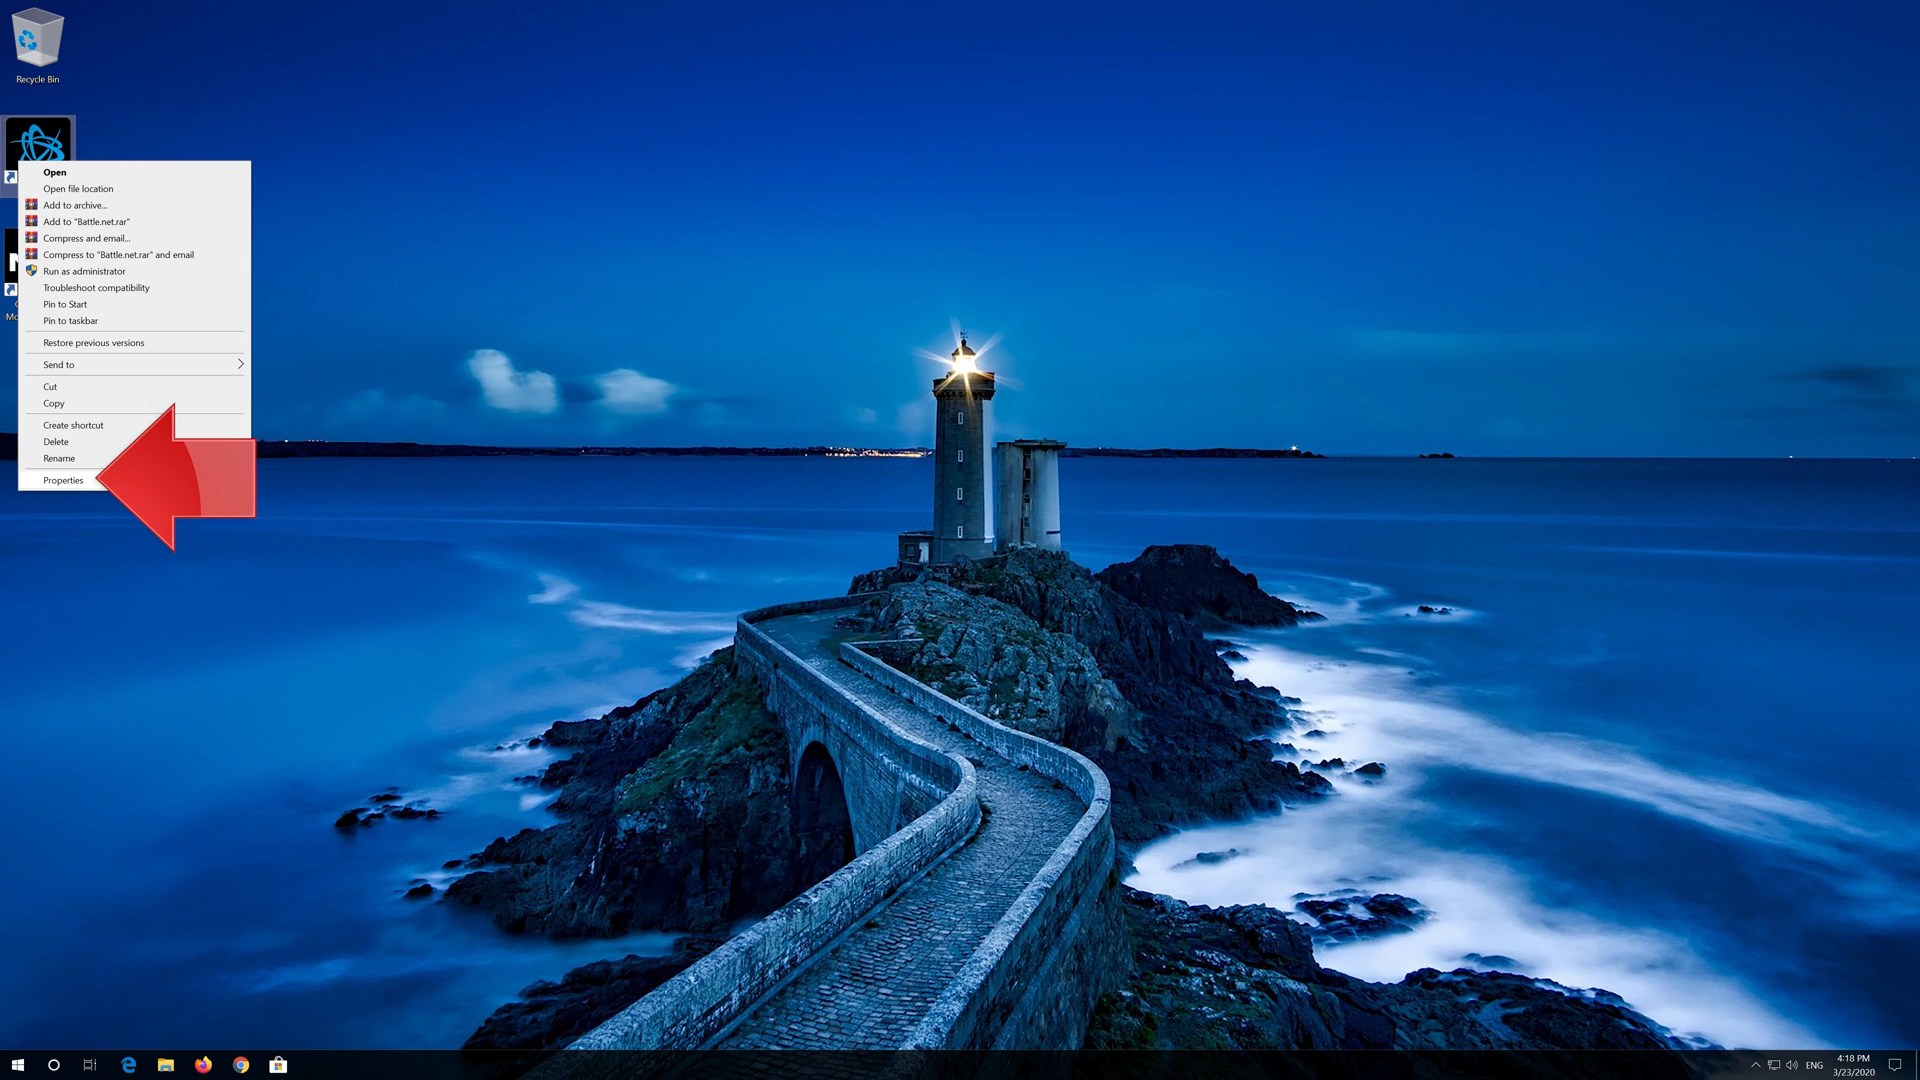 Recycle Bin
Open
Open file location
Add to archive...
Add to "Battle.net.rar"
Compress and email...
Compress to "Battle.net.rar" and email
Run as administrator
Troubleshoot compatibility
Pin to Start
Pin to taskbar
Restore previous versions
Send to
Cut
Copy
Create shortcut
Delete
Rename
Properties
ENG
4:18 PM
3/23/2020